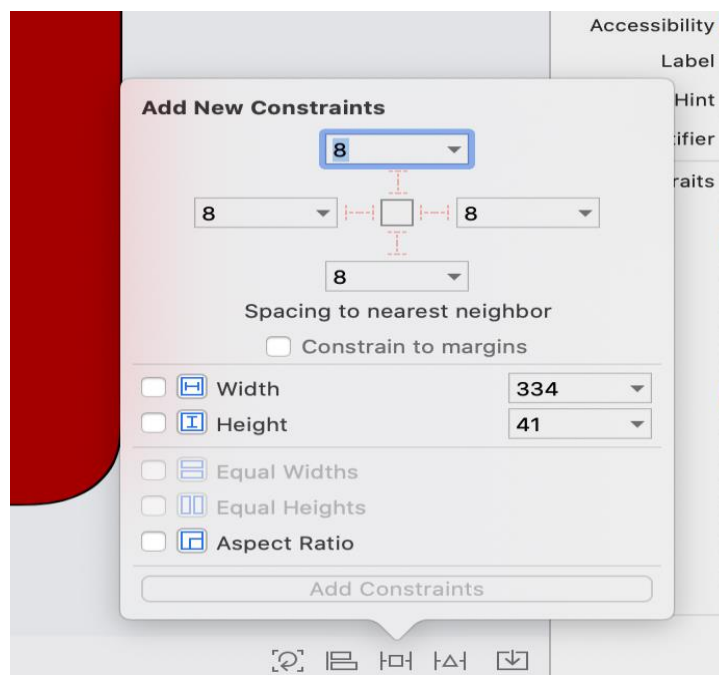 Accessibility
Label
Hint
tifier
raits
Add New Constraints
8
8 8
8
Spacing to nearest neighbor
Constrain to margins
Width 334
Height 41
Equal Widths
Equal Heights
Aspect Ratio
Add Constraints